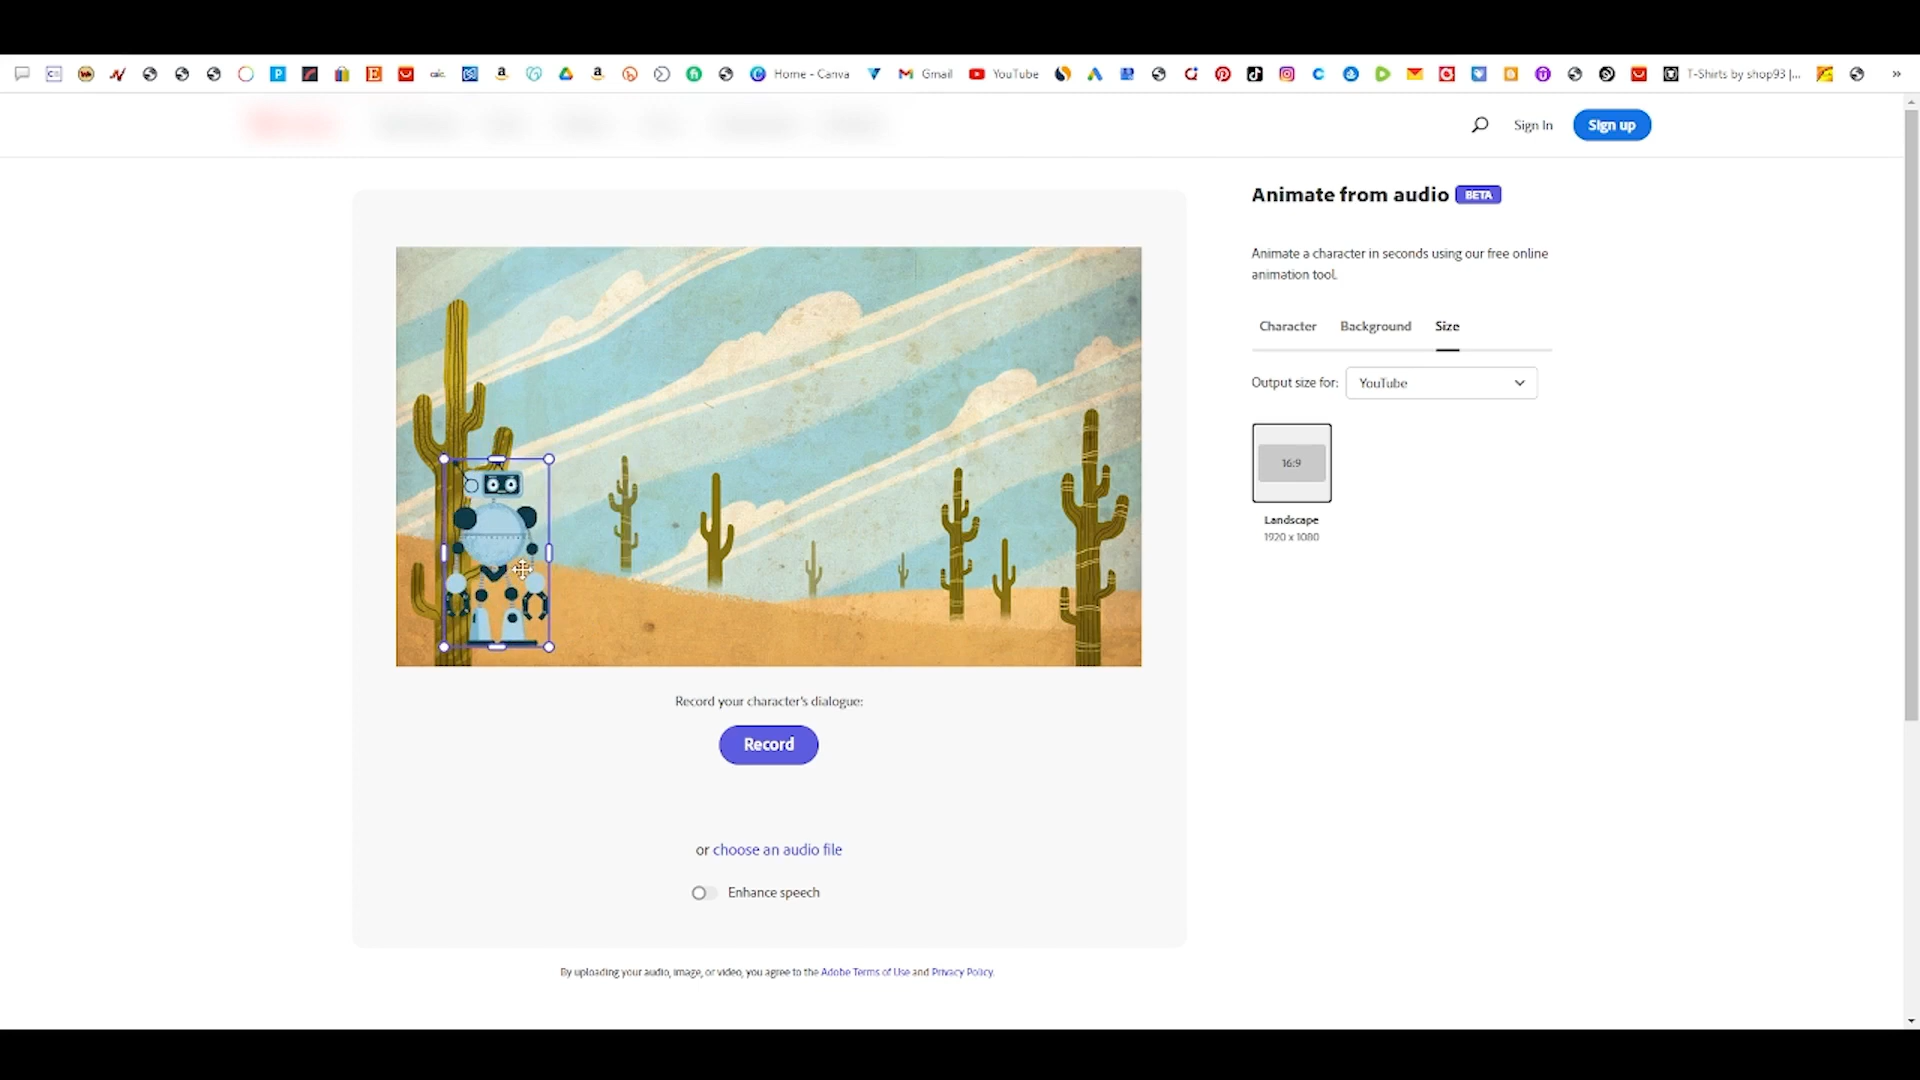 Home - Canva
Gmail
YouTube
T-Shirts by shop93 |...
»
Sign In
Sign up
Animate from audio BETA
Animate a character in seconds using our free online
animation tool.
Character Background Size
Output size for: YouTube
16:9
Landscape
1920 x 1080
Record your character's dialogue:
Record
or choose an audio file
Enhance speech
By uploading your audio, image, or video, you agree to the Adobe Terms of Use and Privacy Policy.